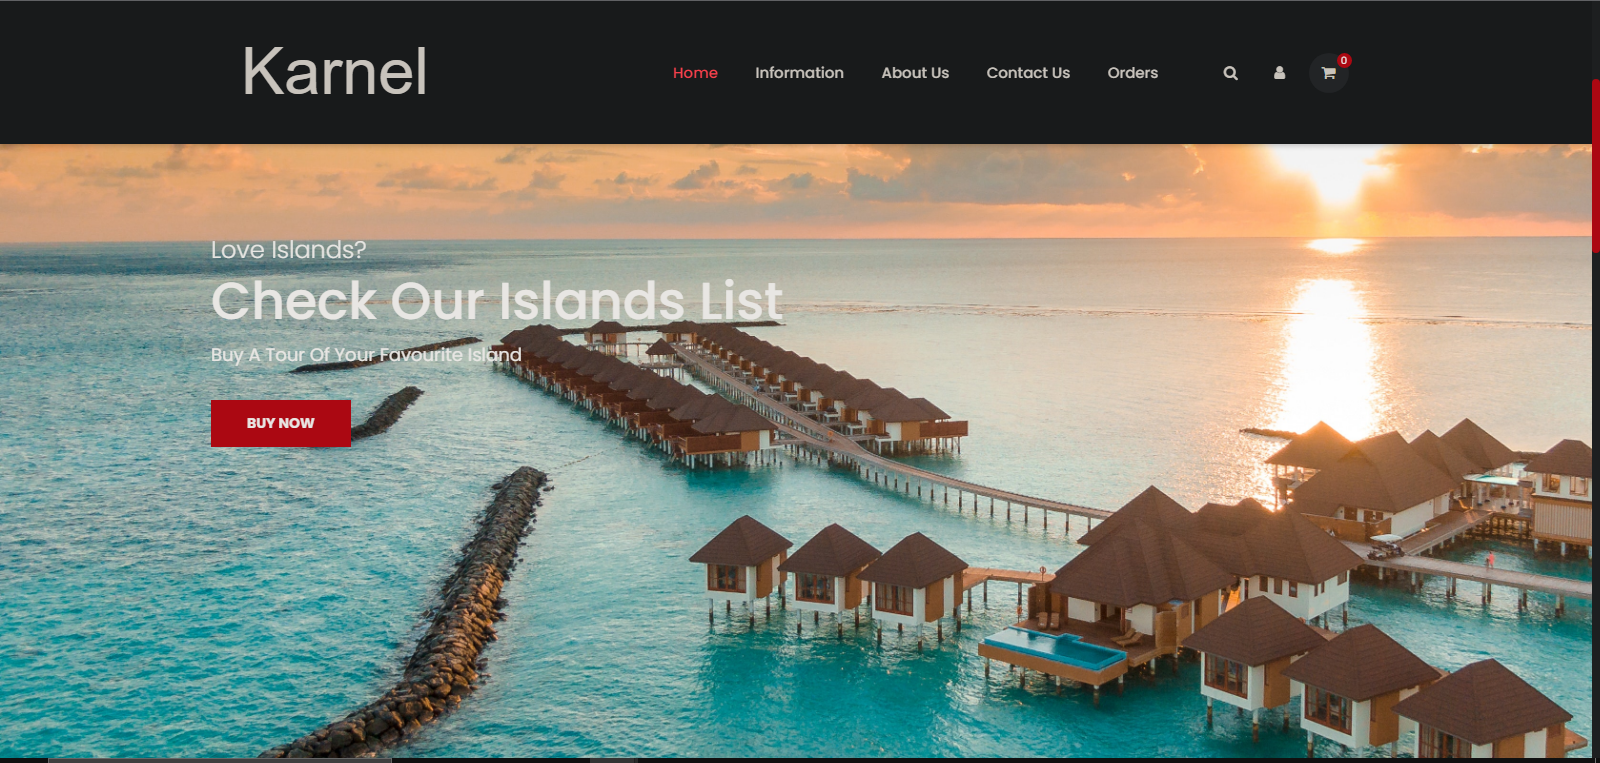 Karnel
Home Information About Us Contact Us Orders
0
Love Islands?
Check Our Islands List
Buy A Tour Of Your Favourite Island
BUY NOW